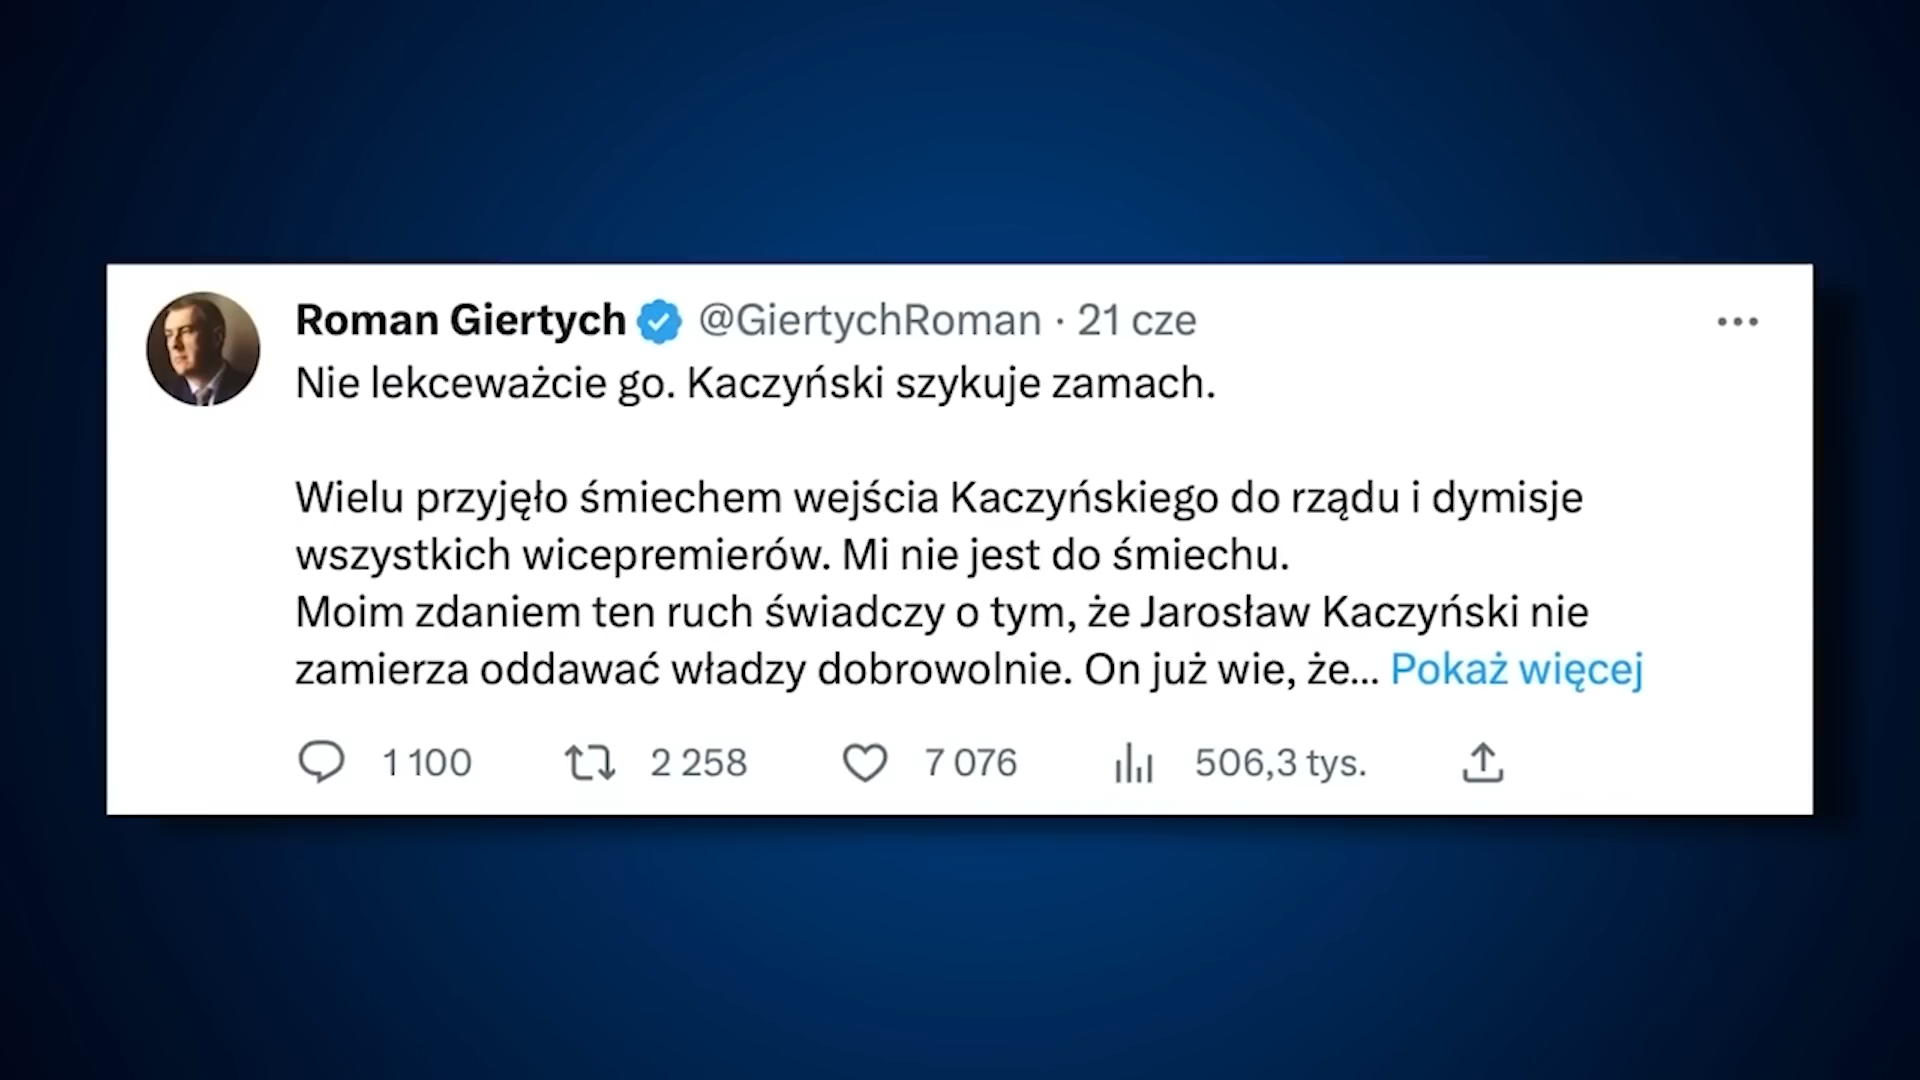 Roman Giertych @GiertychRoman · 21 cze
Nie lekceważcie go. Kaczyński szykuje zamach.
Wielu przyjęło śmiechem wejścia Kaczyńskiego do rządu i dymisje
wszystkich wicepremierów. Mi nie jest do śmiechu.
Moim zdaniem ten ruch świadczy o tym, że Jarosław Kaczyński nie
zamierza oddawać władzy dobrowolnie. On już wie, że... Pokaż więcej
1 100 2 258 7 076 506,3 tys.